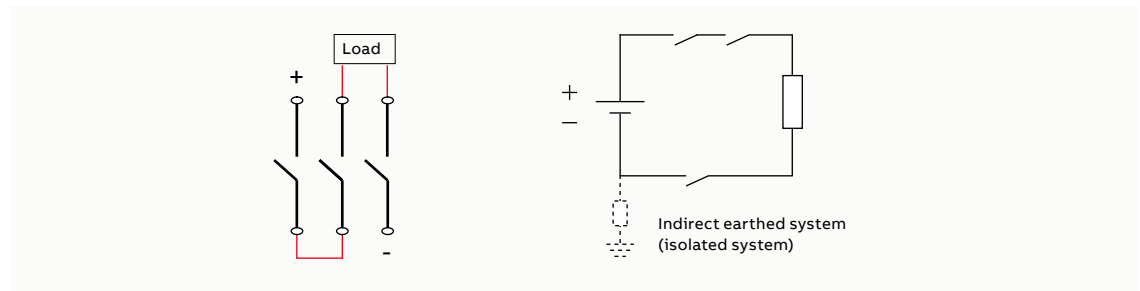 Load
+
-
+
–
Indirect earthed system
(isolated system)